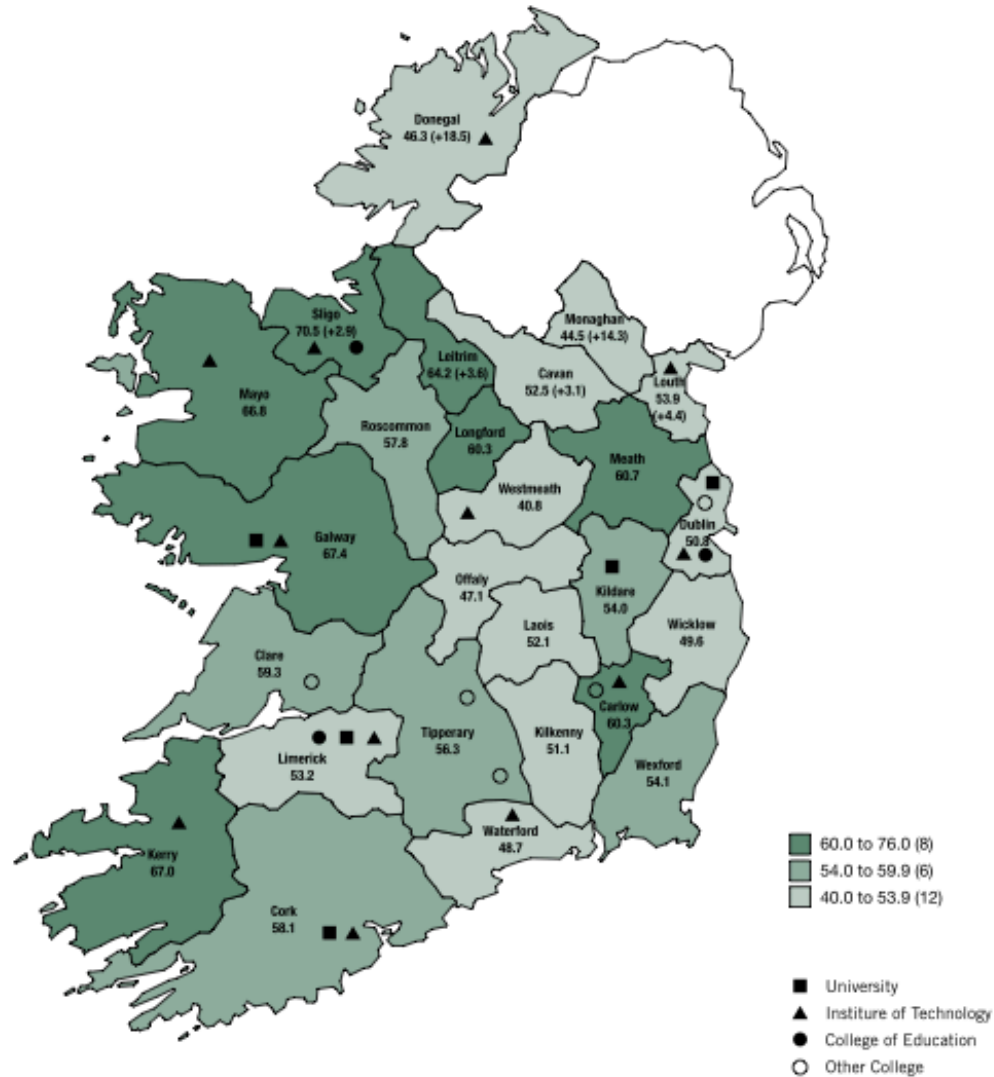 Donegal
46.3 (+18.5)
Sligo
70.5 (+2.9)
Monaghan
44.5 (+14.3)
Leitrim
64.2 (+3.6)
Cavan
52.5 (+3.1)
Louth
53.9
(+4.4)
Mayo
66.8
Roscommon
57.8
Longford
60.3
Meath
60.7
Westmeath
40.8
Dublin
50.8
Galway
67.4
Offaly
47.1
Kildare
54.0
Laois
52.1
Wicklow
49.6
Clare
59.3
Carlow
60.3
Tipperary
56.3
Kilkenny
51.1
Limerick
53.2
Wexford
54.1
Waterford
48.7
Kerry
67.0
Cork
58.1
60.0 to 76.0 (8)
54.0 to 59.9 (6)
40.0 to 53.9 (12)
University
Institure of Technology
College of Education
Other College